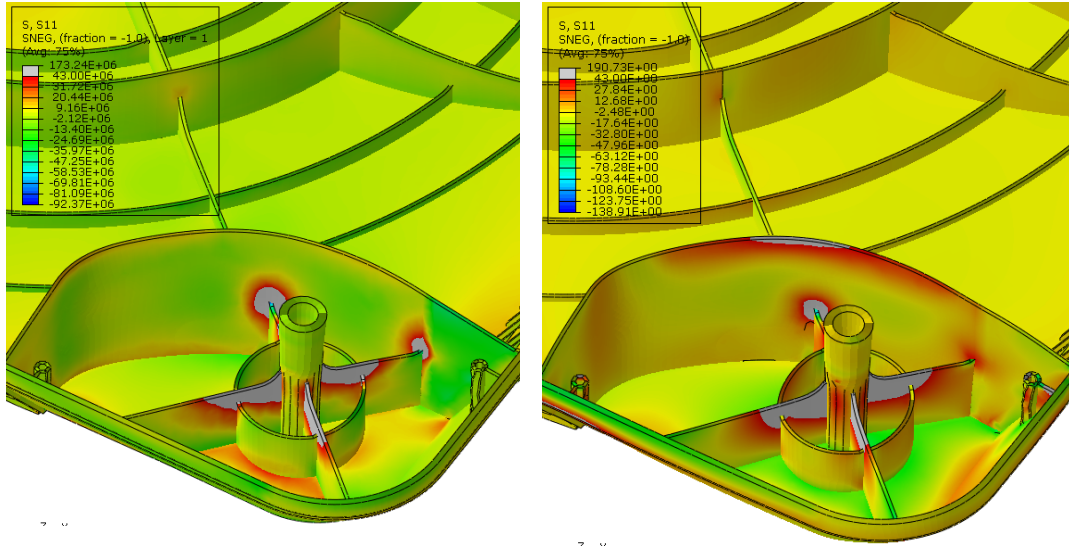 S, S11
SNEG, (fraction = -1.0), Layer = 1
(Avg: 75%)
173.24E+06
43.00E+06
31.72E+06
20.44E+06
9.16E+06
-2.12E+06
-13.40E+06
-24.69E+06
-35.97E+06
-47.25E+06
-58.53E+06
-69.81E+06
-81.09E+06
-92.37E+06
S, S11
SNEG, (fraction = -1.0)
(Avg: 75%)
190.73E+00
43.00E+00
27.84E+00
12.68E+00
-2.48E+00
-17.64E+00
-32.80E+00
-47.96E+00
-63.12E+00
-78.28E+00
-93.44E+00
-108.60E+00
-123.75E+00
-138.91E+00